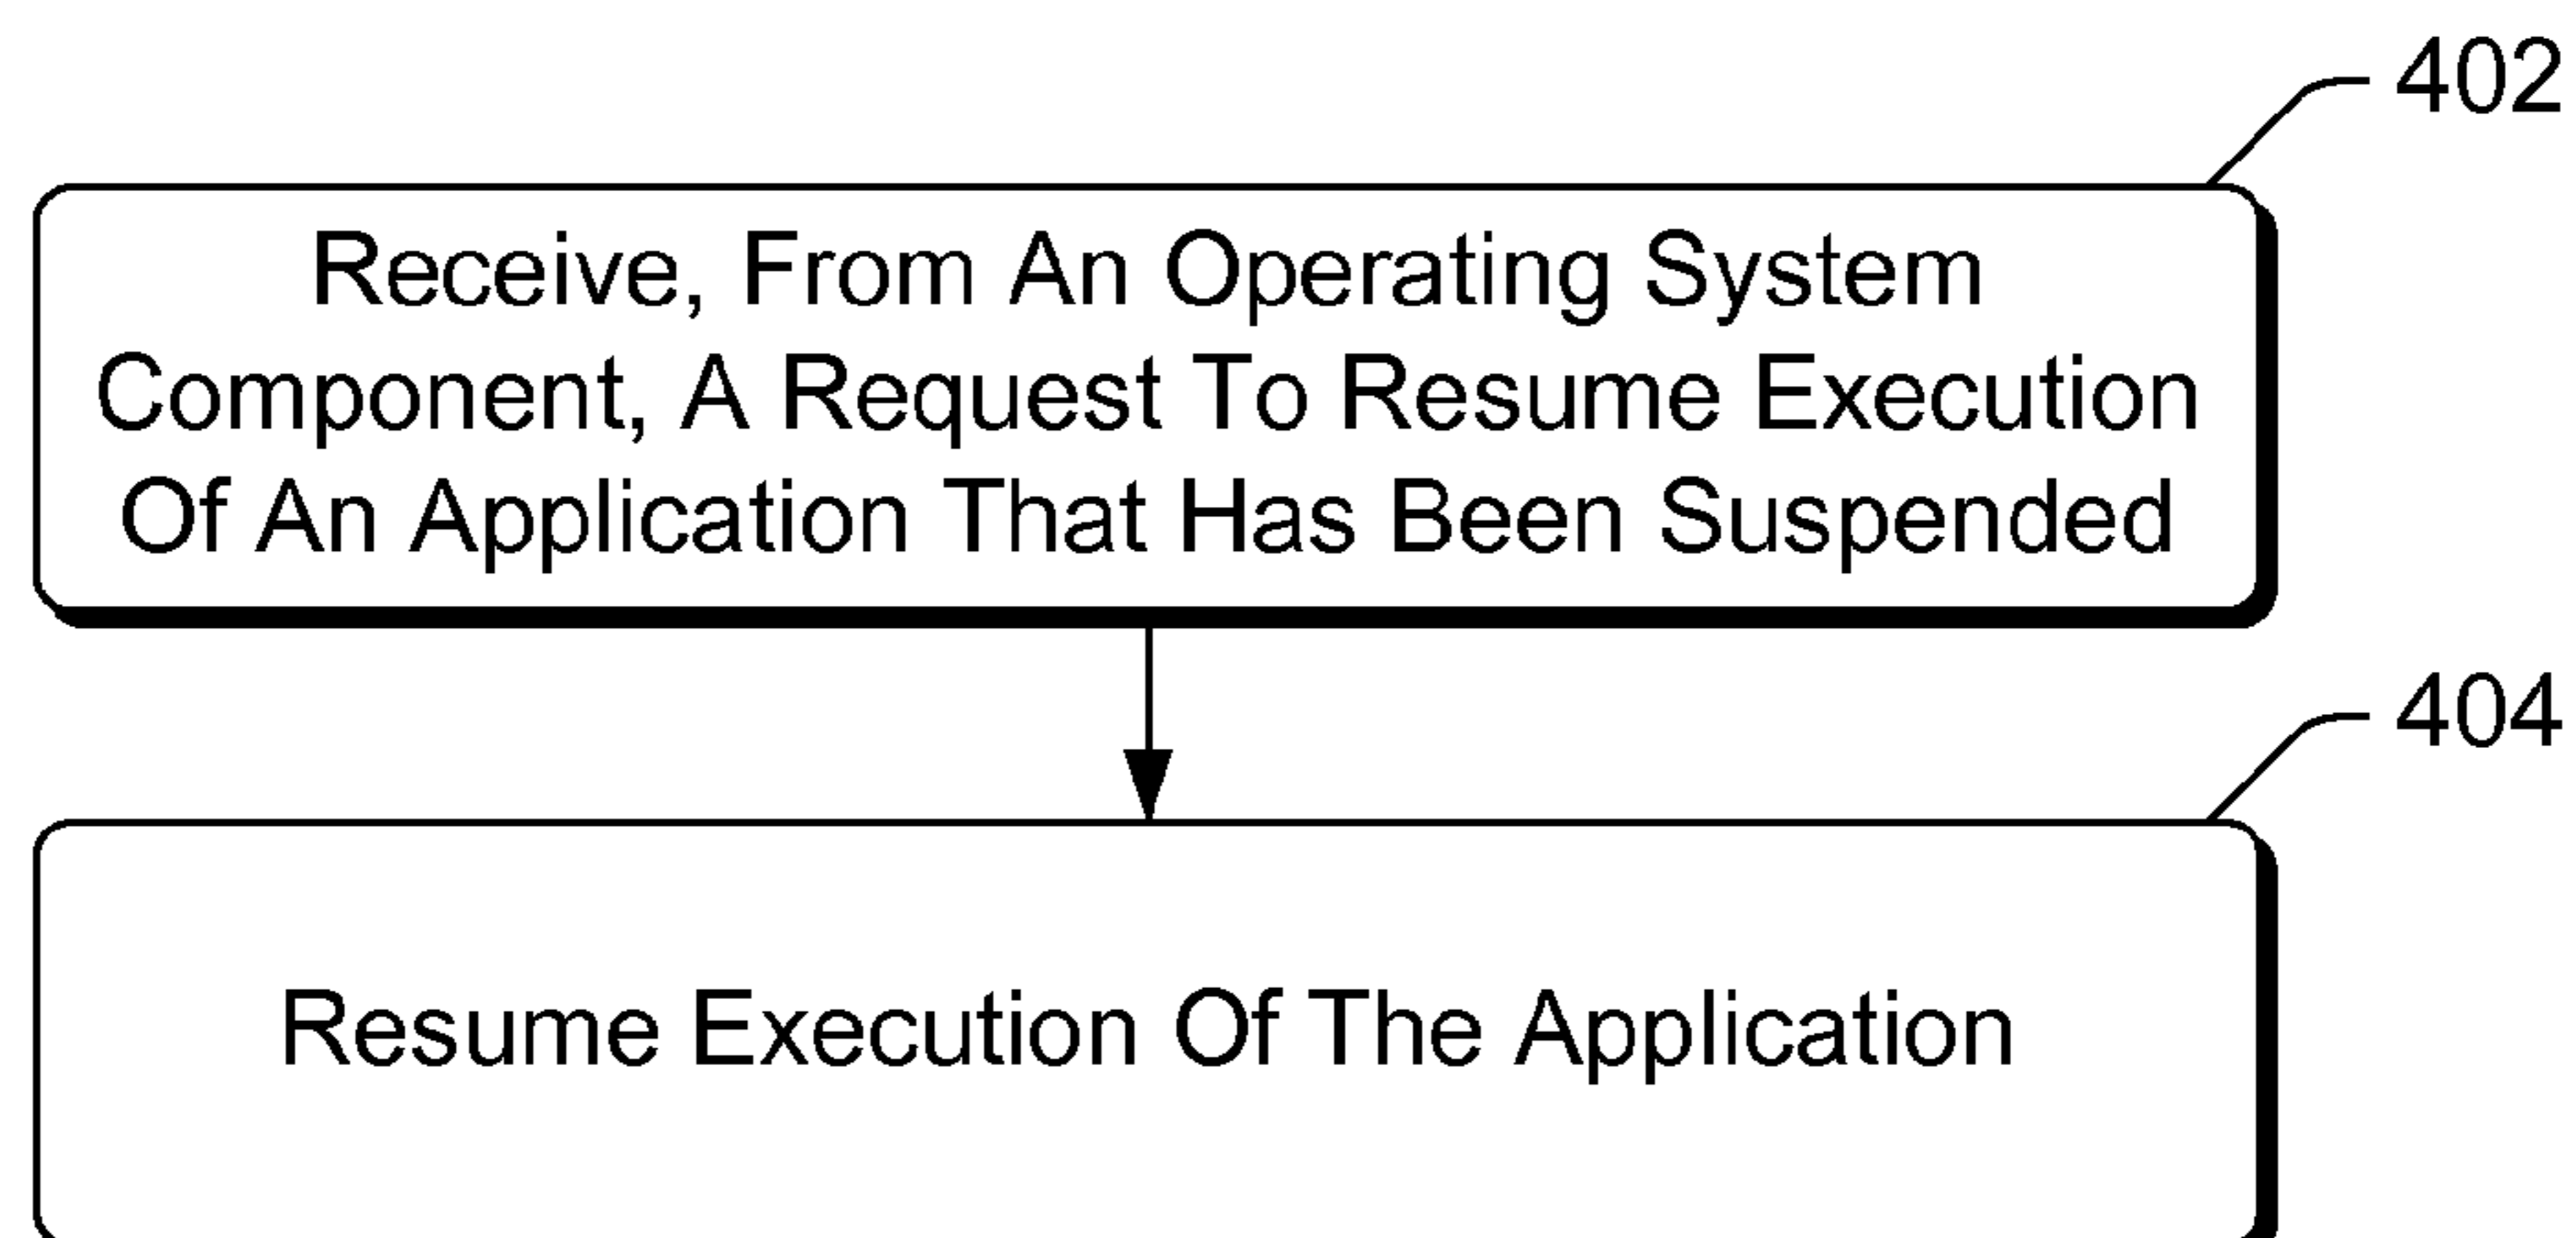 402
Receive, From An Operating System
Component, A Request To Resume Execution
Of An Application That Has Been Suspended
404
Resume Execution Of The Application